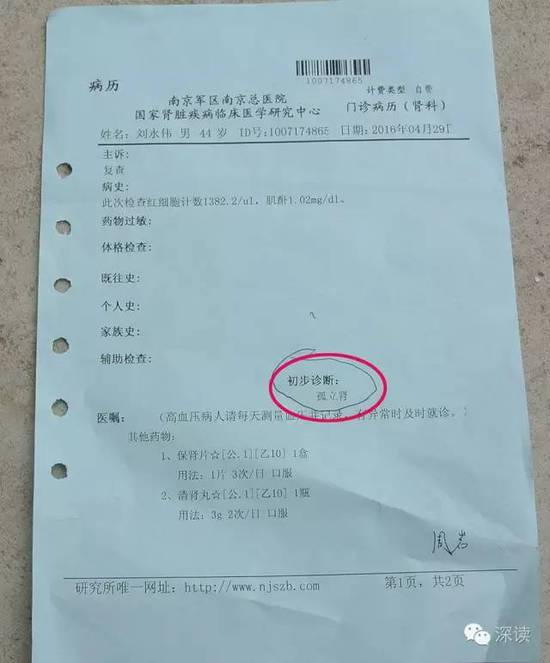 1007174865
病历
计费类型 自费
南京军区南京总医院
国家肾脏疾病临床医学研究中心
门诊病历(肾科)
姓名:刘永伟 男 44 岁 ID号:1007174865 日期:2016年04月29日
主诉:
复查
病史:
此次检查红细胞计数1382.2/ul，肌酐1.02mg/dl。
药物过敏:
体格检查:
既往史:
个人史:
家族史:
辅助检查:
初步诊断:
孤立肾
医嘱: (高血压病人请每天测量血压并记录，有异常时及时就诊。)
其他药物:
1、保肾片☆[公.1][乙10] 1盒
用法: 1片 3次/日 口服
2、清肾丸☆[公.1][乙10] 1瓶
用法: 3g 2次/日 口服
周岩
研究所唯一网址: http://www.njszb.com
第1页, 共2页
深读